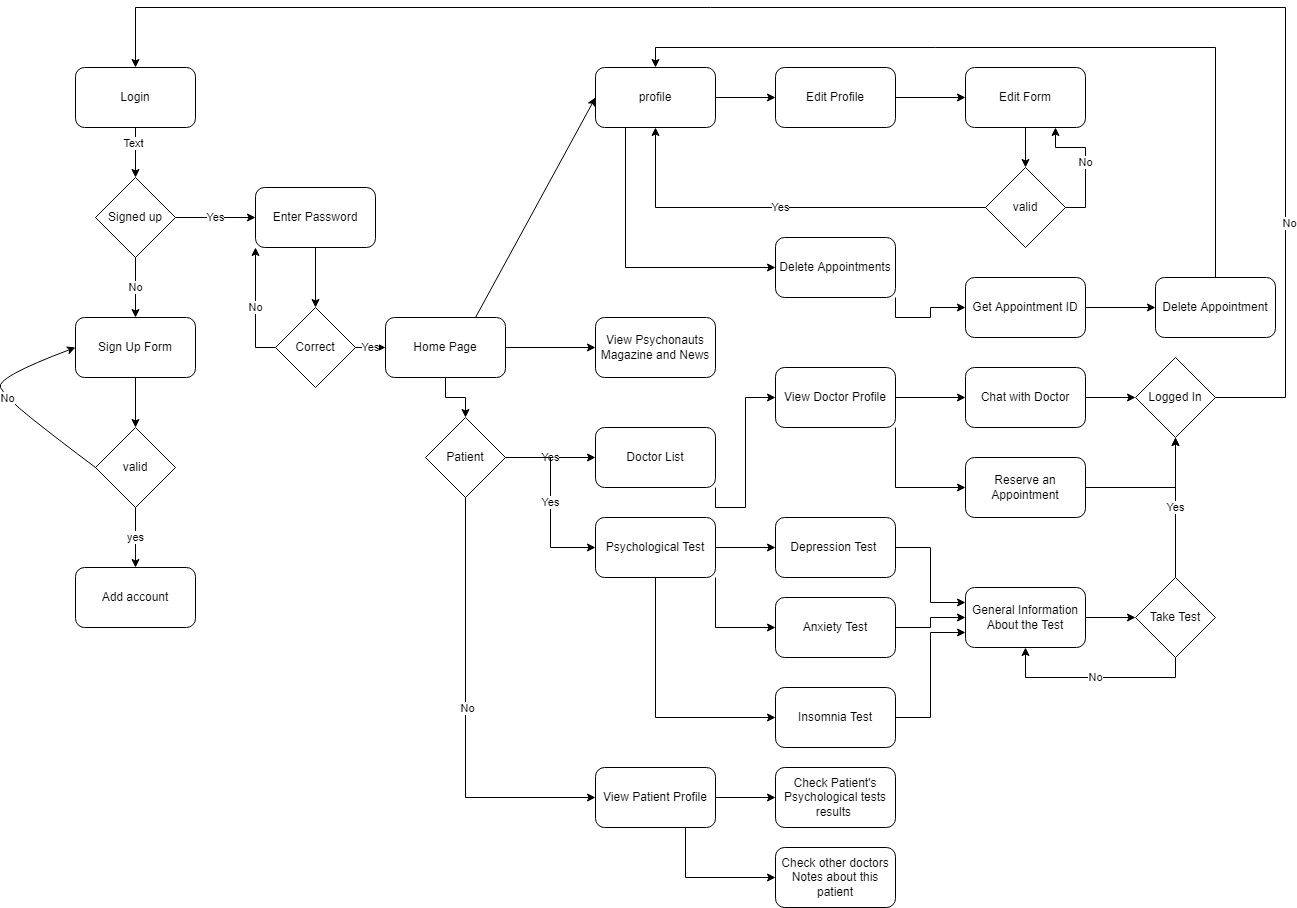 Login
Text
Signed up
Yes
Enter Password
No
Sign Up Form
No
valid
yes
Add account
No
Correct
Yes
Home Page
profile
Edit Profile
Edit Form
valid
No
Yes
Delete Appointments
Get Appointment ID
Delete Appointment
No
View Psychonauts
Magazine and News
Patient
Yes
Yes
Doctor List
View Doctor Profile
Chat with Doctor
Logged In
Reserve an
Appointment
Yes
Psychological Test
Depression Test
Anxiety Test
Insomnia Test
General Information
About the Test
Take Test
No
No
View Patient Profile
Check Patient's
Psychological tests
results
Check other doctors
Notes about this
patient